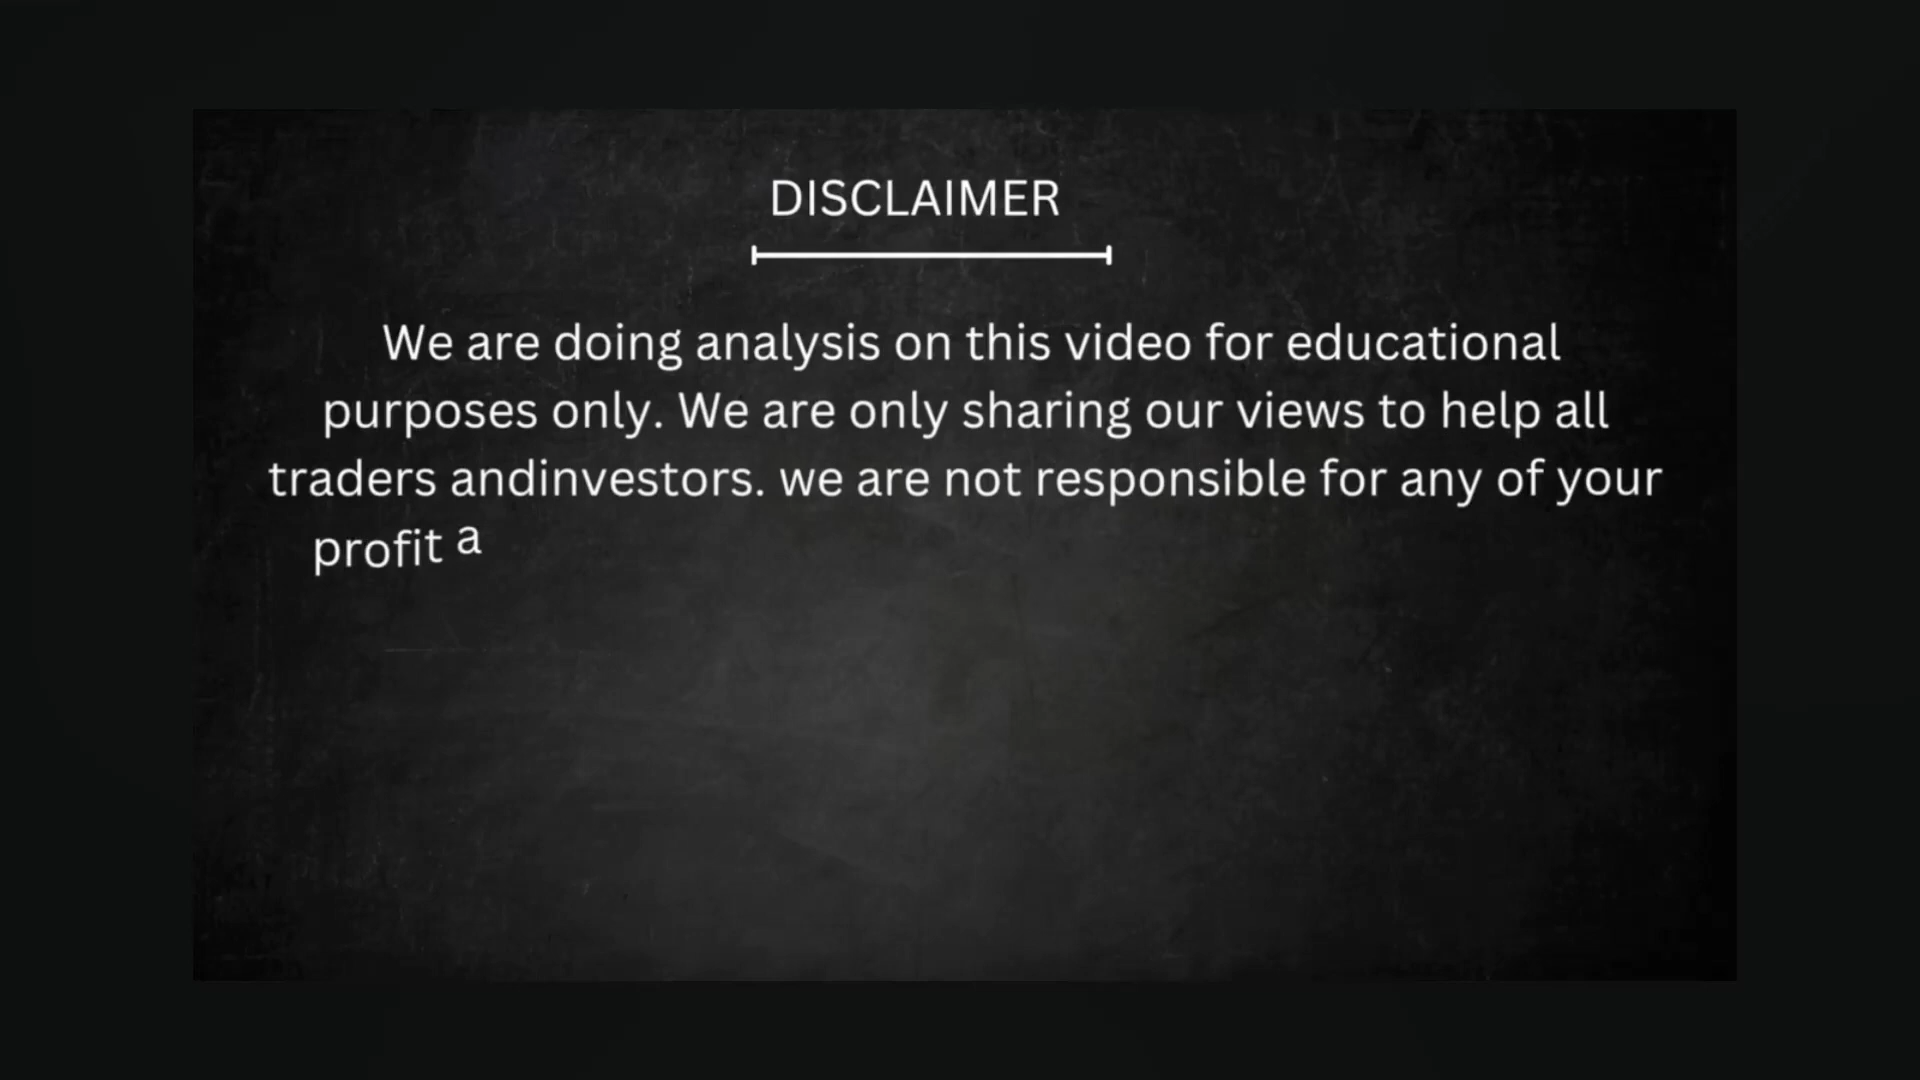 DISCLAIMER
We are doing analysis on this video for educational
purposes only. We are only sharing our views to help all
traders andinvestors. we are not responsible for any of your
profit a